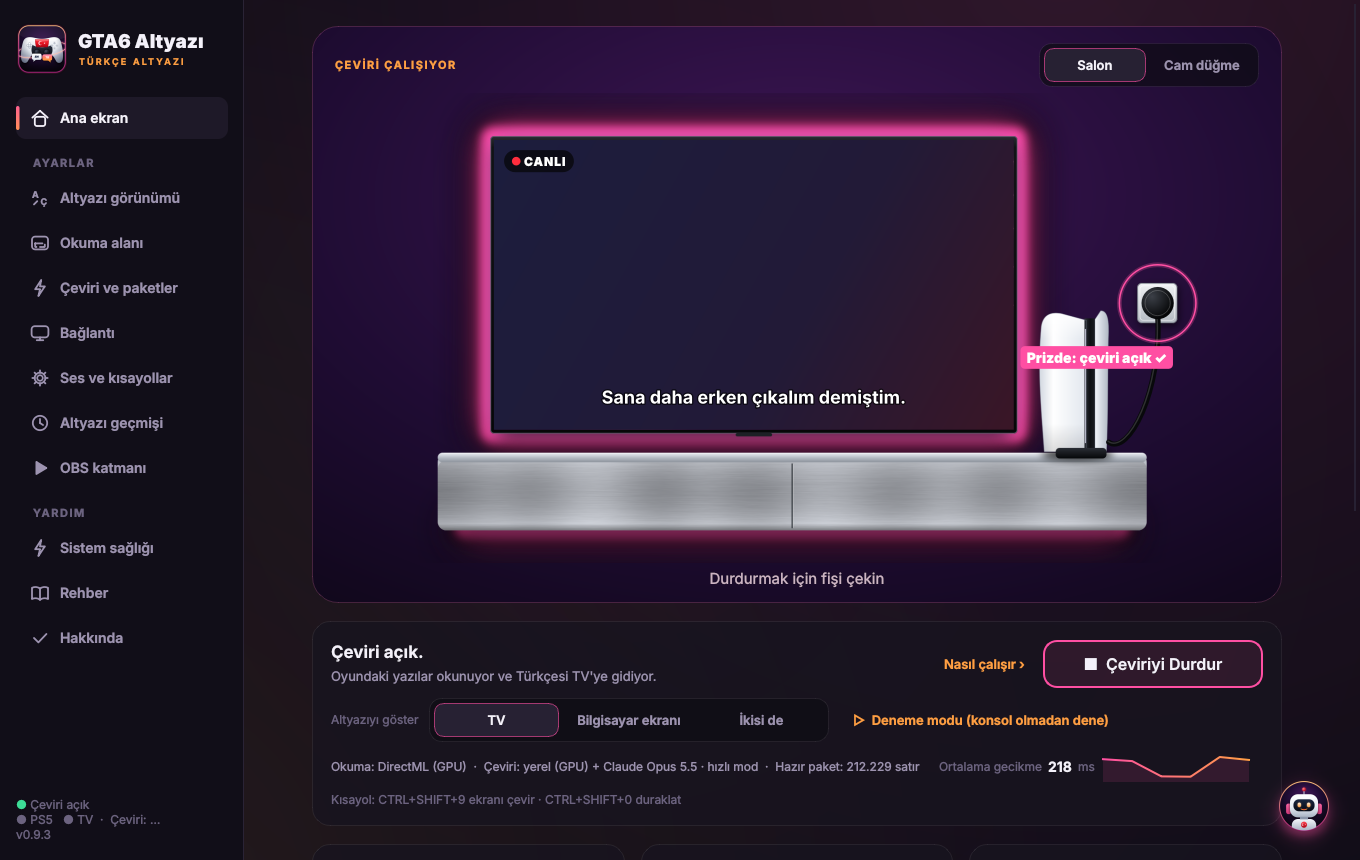 GTA6 Altyazı
TÜRKÇE ALTYAZI
Ana ekran
AYARLAR
Altyazı görünümü
Okuma alanı
Çeviri ve paketler
Bağlantı
Ses ve kısayollar
Altyazı geçmişi
OBS katmanı
YARDIM
Sistem sağlığı
Rehber
Hakkında
Çeviri açık
PS5 TV · Çeviri: ...
v0.9.3
ÇEVİRİ ÇALIŞIYOR
Salon Cam düğme
CANLI
Prizde: çeviri açık ✓
Sana daha erken çıkalım demiştim.
Durdurmak için fişi çekin
Çeviri açık.
Oyundaki yazılar okunuyor ve Türkçesi TV'ye gidiyor.
Nasıl çalışır ›
Çeviriyi Durdur
Altyazıyı göster TV Bilgisayar ekranı İkisi de
Deneme modu (konsol olmadan dene)
Okuma: DirectML (GPU) · Çeviri: yerel (GPU) + Claude Opus 5.5 · hızlı mod · Hazır paket: 212.229 satır
Ortalama gecikme 218 ms
Kısayol: CTRL+SHIFT+9 ekranı çevir · CTRL+SHIFT+0 duraklat